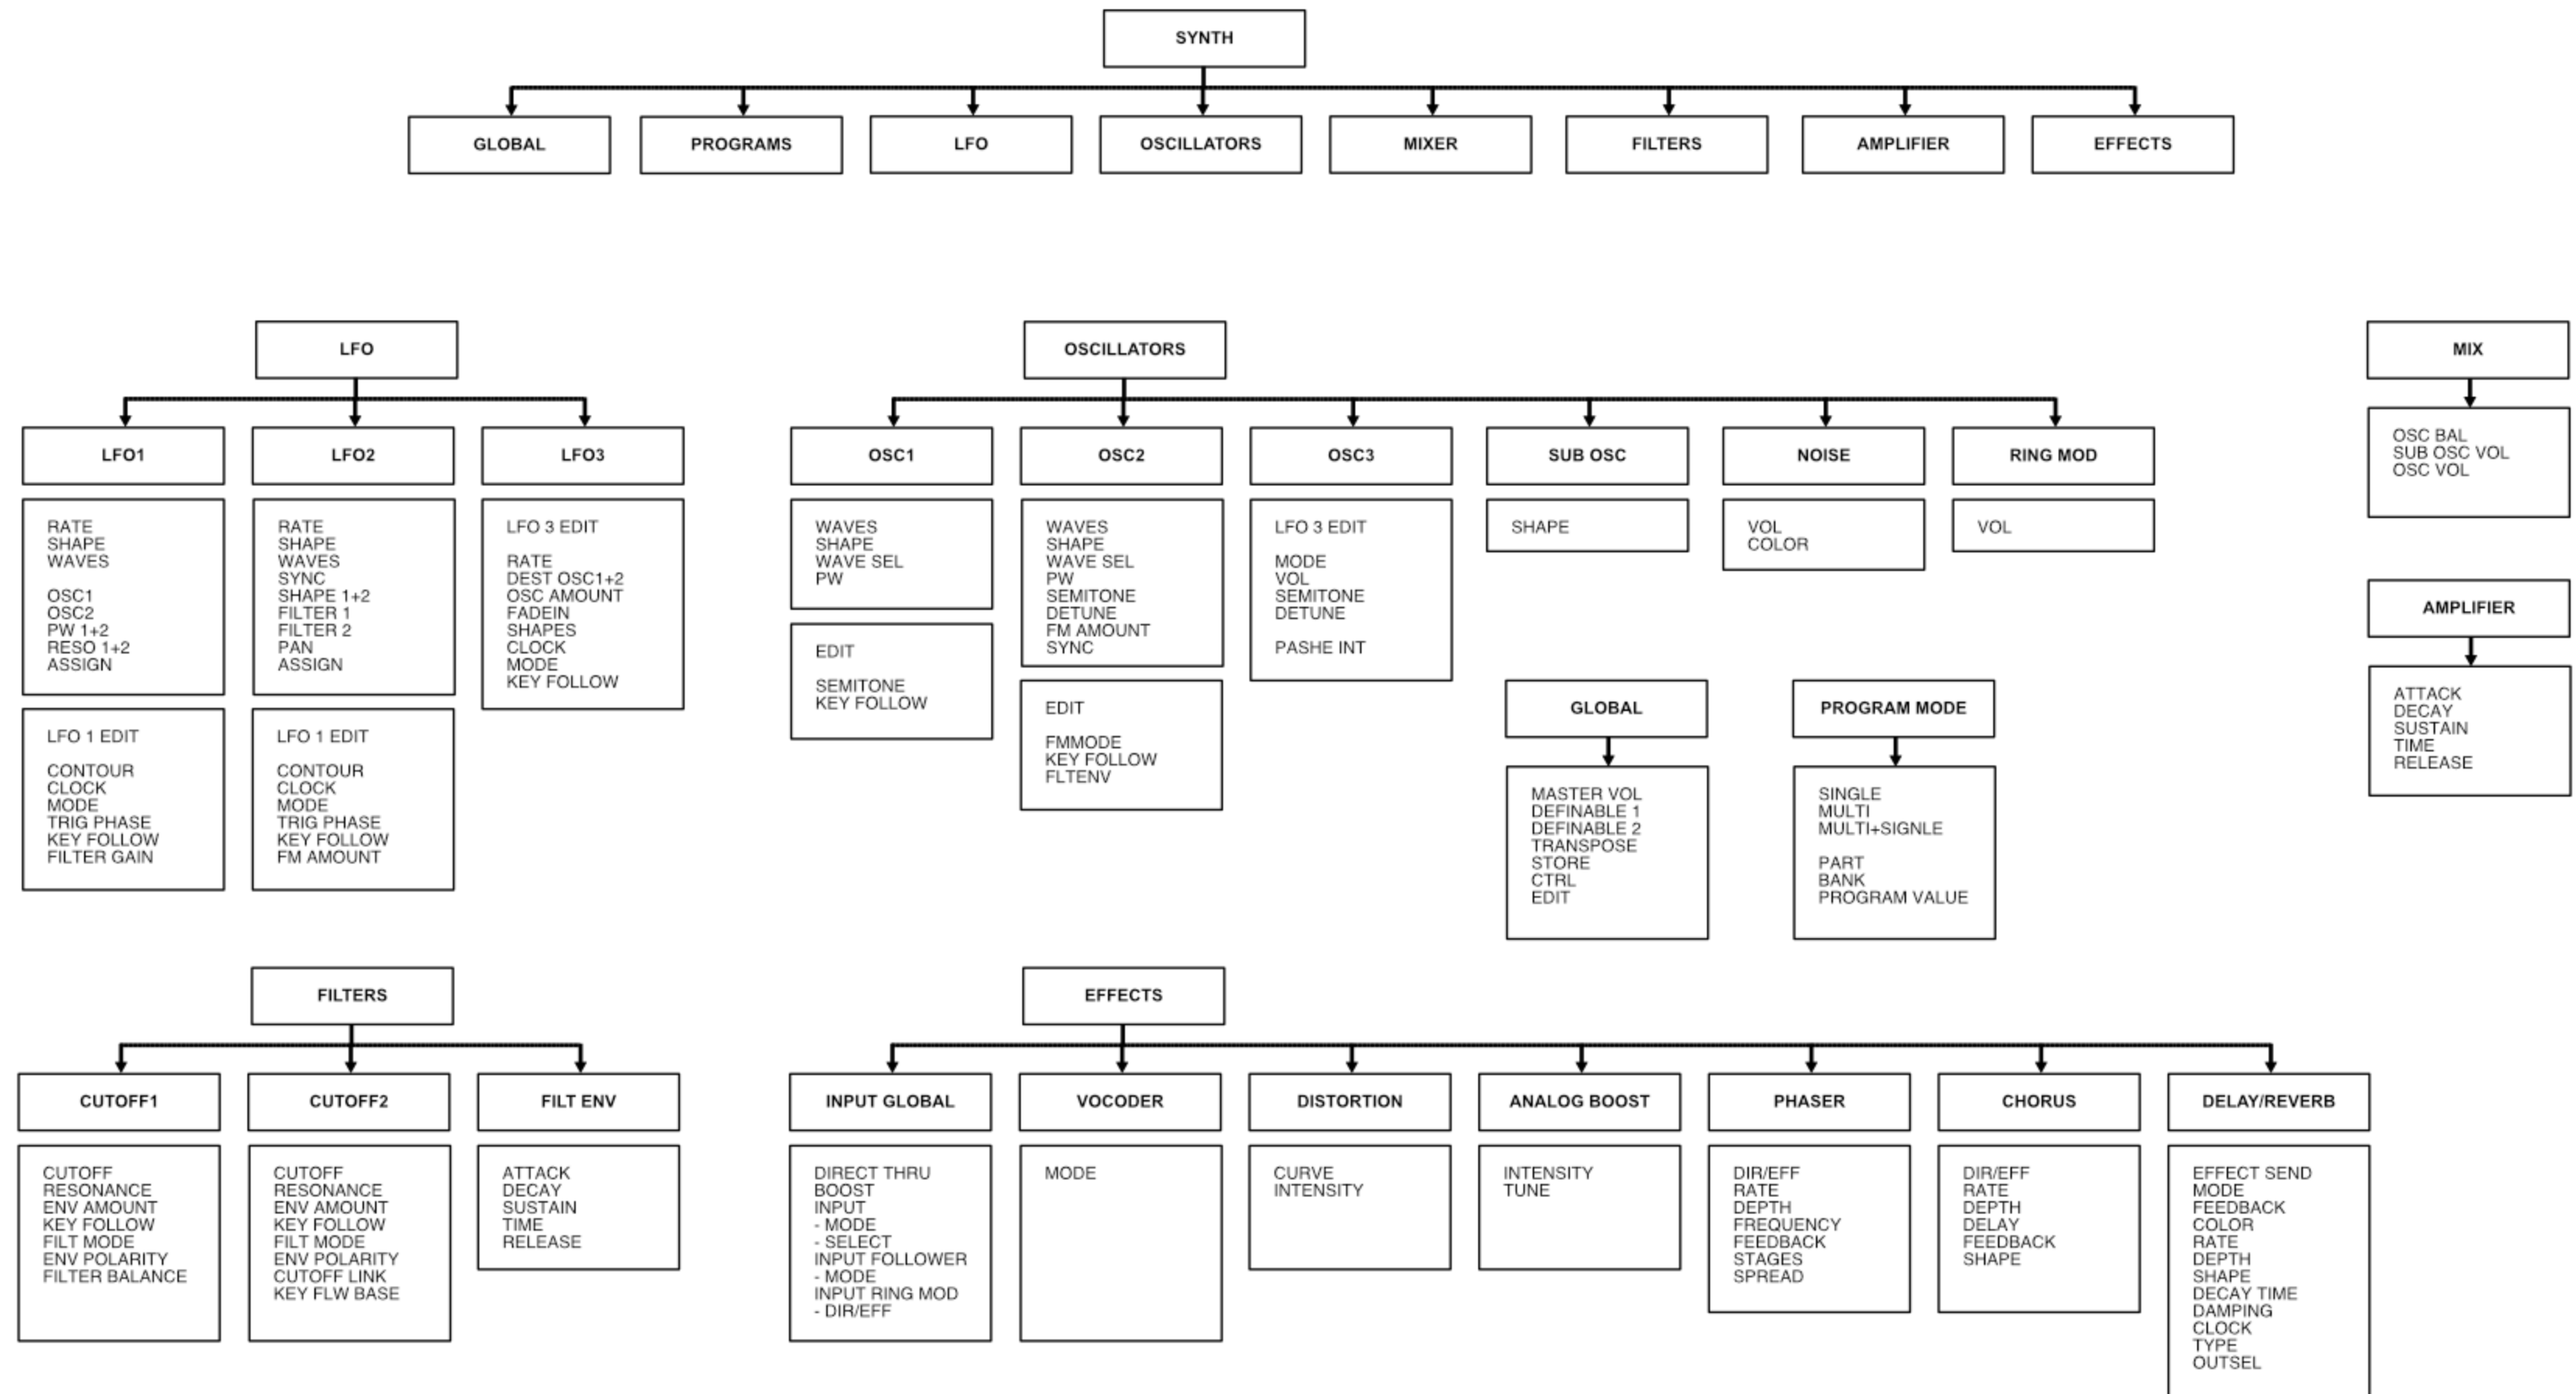 SYNTH
GLOBAL
PROGRAMS
LFO
OSCILLATORS
MIXER
FILTERS
AMPLIFIER
EFFECTS
LFO
LFO1
RATE
SHAPE
WAVES
OSC1
OSC2
PW 1+2
RESO 1+2
ASSIGN
LFO 1 EDIT
CONTOUR
CLOCK
MODE
TRIG PHASE
KEY FOLLOW
FILTER GAIN
LFO2
RATE
SHAPE
WAVES
SYNC
SHAPE 1+2
FILTER 1
FILTER 2
PAN
ASSIGN
LFO 1 EDIT
CONTOUR
CLOCK
MODE
TRIG PHASE
KEY FOLLOW
FM AMOUNT
LFO3
LFO 3 EDIT
RATE
DEST OSC1+2
OSC AMOUNT
FADEIN
SHAPES
CLOCK
MODE
KEY FOLLOW
OSCILLATORS
OSC1
WAVES
SHAPE
WAVE SEL
PW
EDIT
SEMITONE
KEY FOLLOW
OSC2
WAVES
SHAPE
WAVE SEL
PW
SEMITONE
DETUNE
FM AMOUNT
SYNC
EDIT
FMMODE
KEY FOLLOW
FLTENV
OSC3
LFO 3 EDIT
MODE
VOL
SEMITONE
DETUNE
PASHE INT
SUB OSC
SHAPE
NOISE
VOL
COLOR
RING MOD
VOL
MIX
OSC BAL
SUB OSC VOL
OSC VOL
AMPLIFIER
ATTACK
DECAY
SUSTAIN
TIME
RELEASE
GLOBAL
MASTER VOL
DEFINABLE 1
DEFINABLE 2
TRANSPOSE
STORE
CTRL
EDIT
PROGRAM MODE
SINGLE
MULTI
MULTI+SIGNLE
PART
BANK
PROGRAM VALUE
FILTERS
CUTOFF1
CUTOFF
RESONANCE
ENV AMOUNT
KEY FOLLOW
FILT MODE
ENV POLARITY
FILTER BALANCE
CUTOFF2
CUTOFF
RESONANCE
ENV AMOUNT
KEY FOLLOW
FILT MODE
ENV POLARITY
CUTOFF LINK
KEY FLW BASE
FILT ENV
ATTACK
DECAY
SUSTAIN
TIME
RELEASE
EFFECTS
INPUT GLOBAL
DIRECT THRU
BOOST
INPUT
- MODE
- SELECT
INPUT FOLLOWER
- MODE
INPUT RING MOD
- DIR/EFF
VOCODER
MODE
DISTORTION
CURVE
INTENSITY
ANALOG BOOST
INTENSITY
TUNE
PHASER
DIR/EFF
RATE
DEPTH
FREQUENCY
FEEDBACK
STAGES
SPREAD
CHORUS
DIR/EFF
RATE
DEPTH
DELAY
FEEDBACK
SHAPE
DELAY/REVERB
EFFECT SEND
MODE
FEEDBACK
COLOR
RATE
DEPTH
SHAPE
DECAY TIME
DAMPING
CLOCK
TYPE
OUTSEL